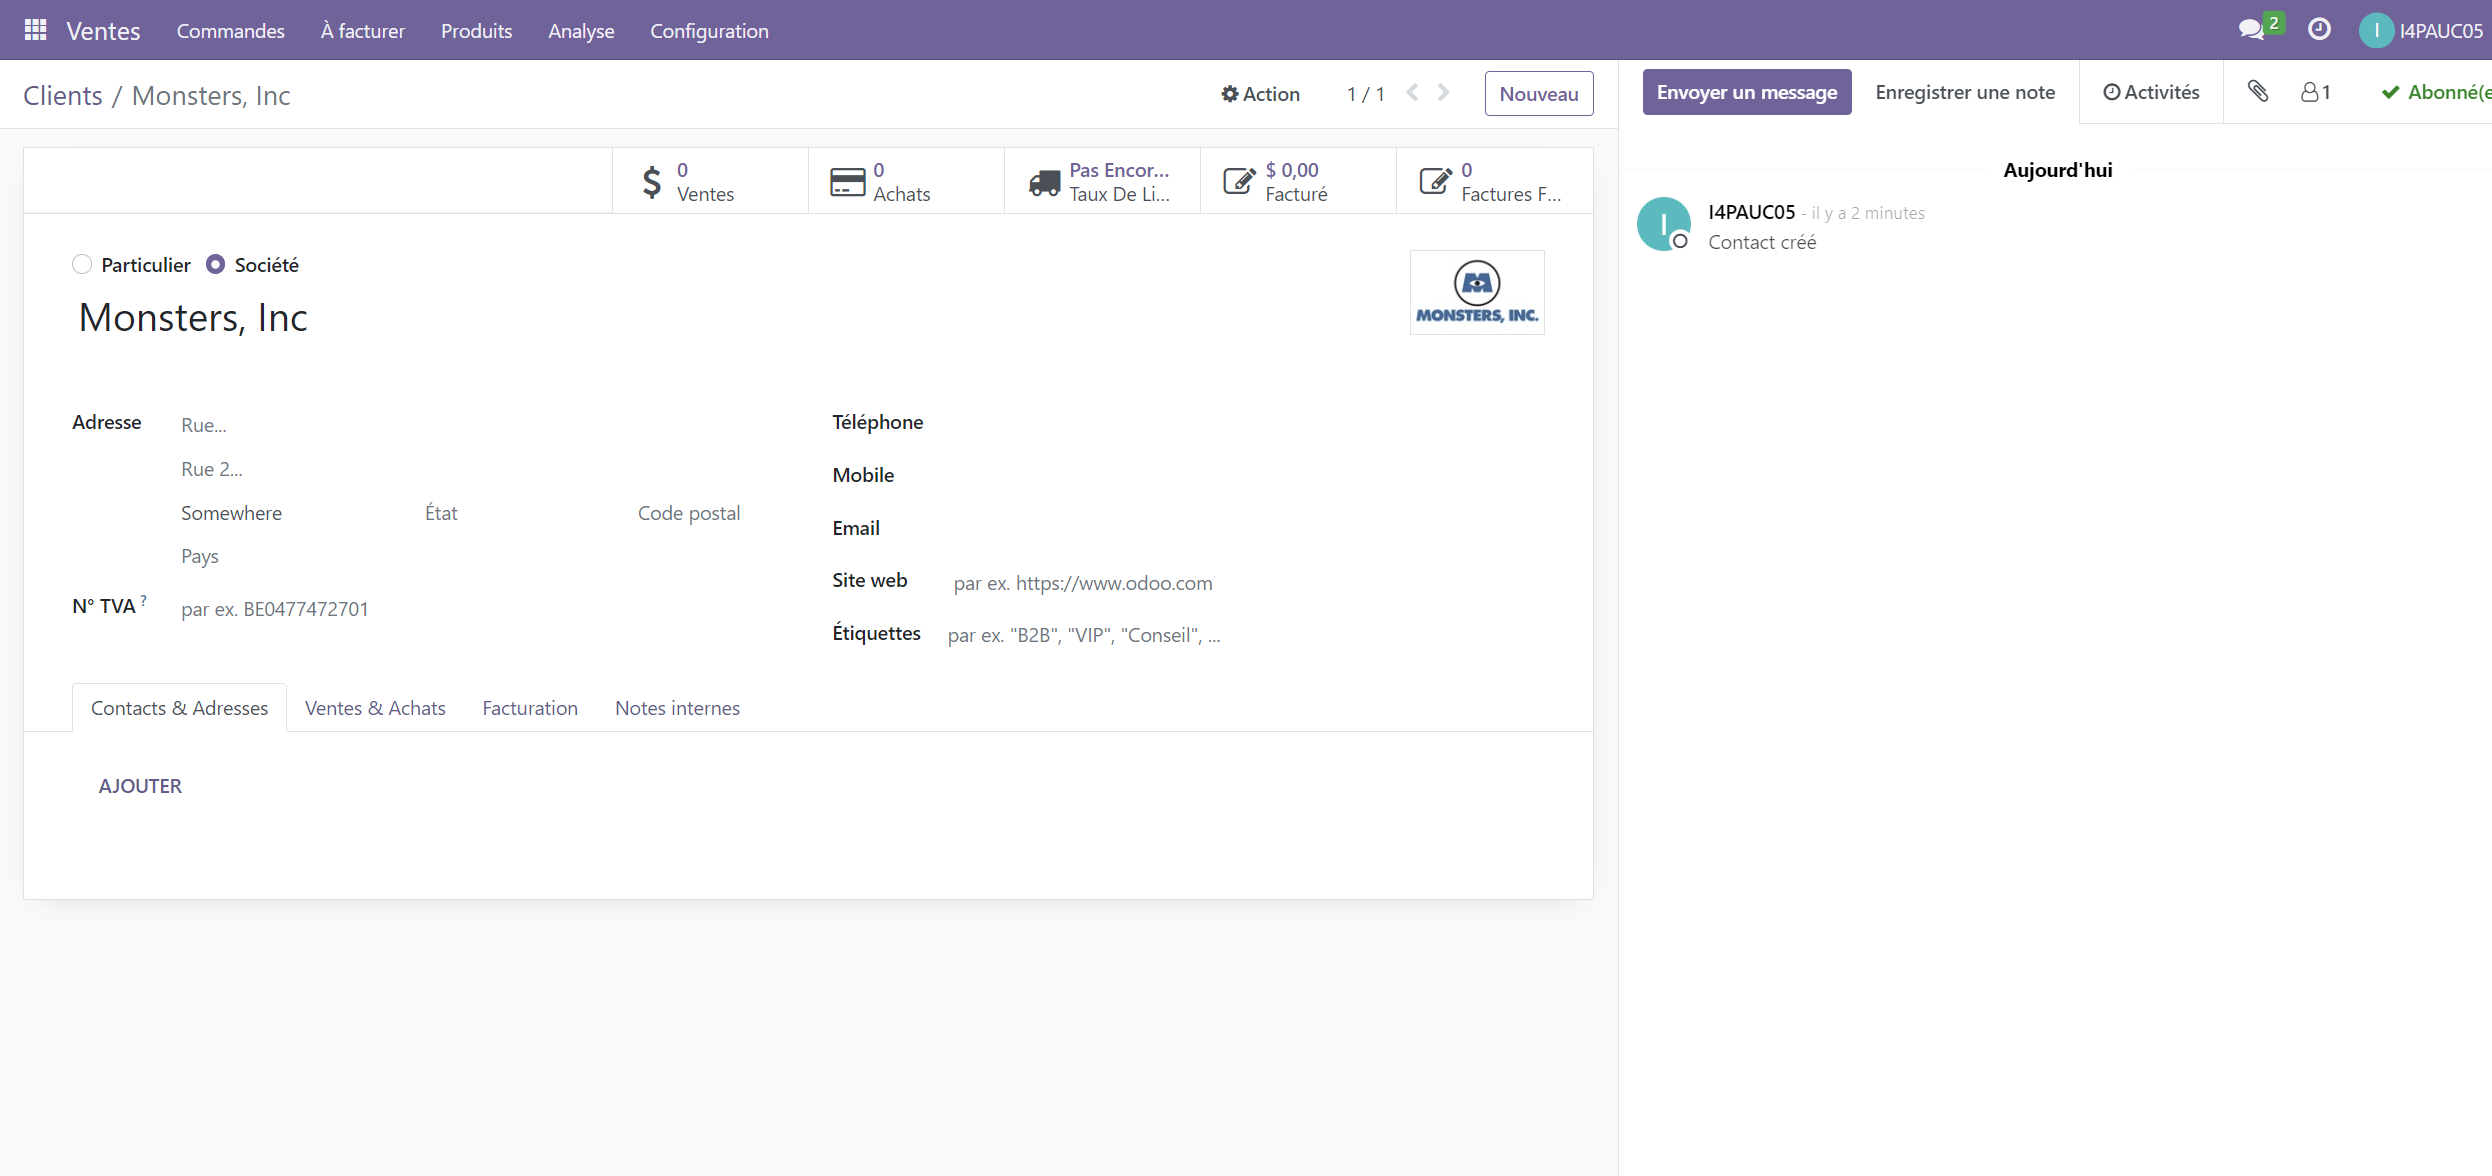 Ventes Commandes À facturer Produits Analyse Configuration 2 I I4PAUC05
Clients / Monsters, Inc Action 1 / 1 Nouveau
Envoyer un message Enregistrer une note Activités 1 Abonné(e
0
Ventes
0
Achats
Pas Encor...
Taux De Li...
$ 0,00
Facturé
0
Factures F...
Particulier Société
Monsters, Inc
MONSTERS, INC.
Adresse Rue...
Rue 2...
Somewhere État Code postal
Pays
N° TVA ? par ex. BE0477472701
Téléphone
Mobile
Email
Site web par ex. https://www.odoo.com
Étiquettes par ex. "B2B", "VIP", "Conseil", ...
Contacts & Adresses Ventes & Achats Facturation Notes internes
AJOUTER
Aujourd'hui
I I4PAUC05 - il y a 2 minutes
Contact créé